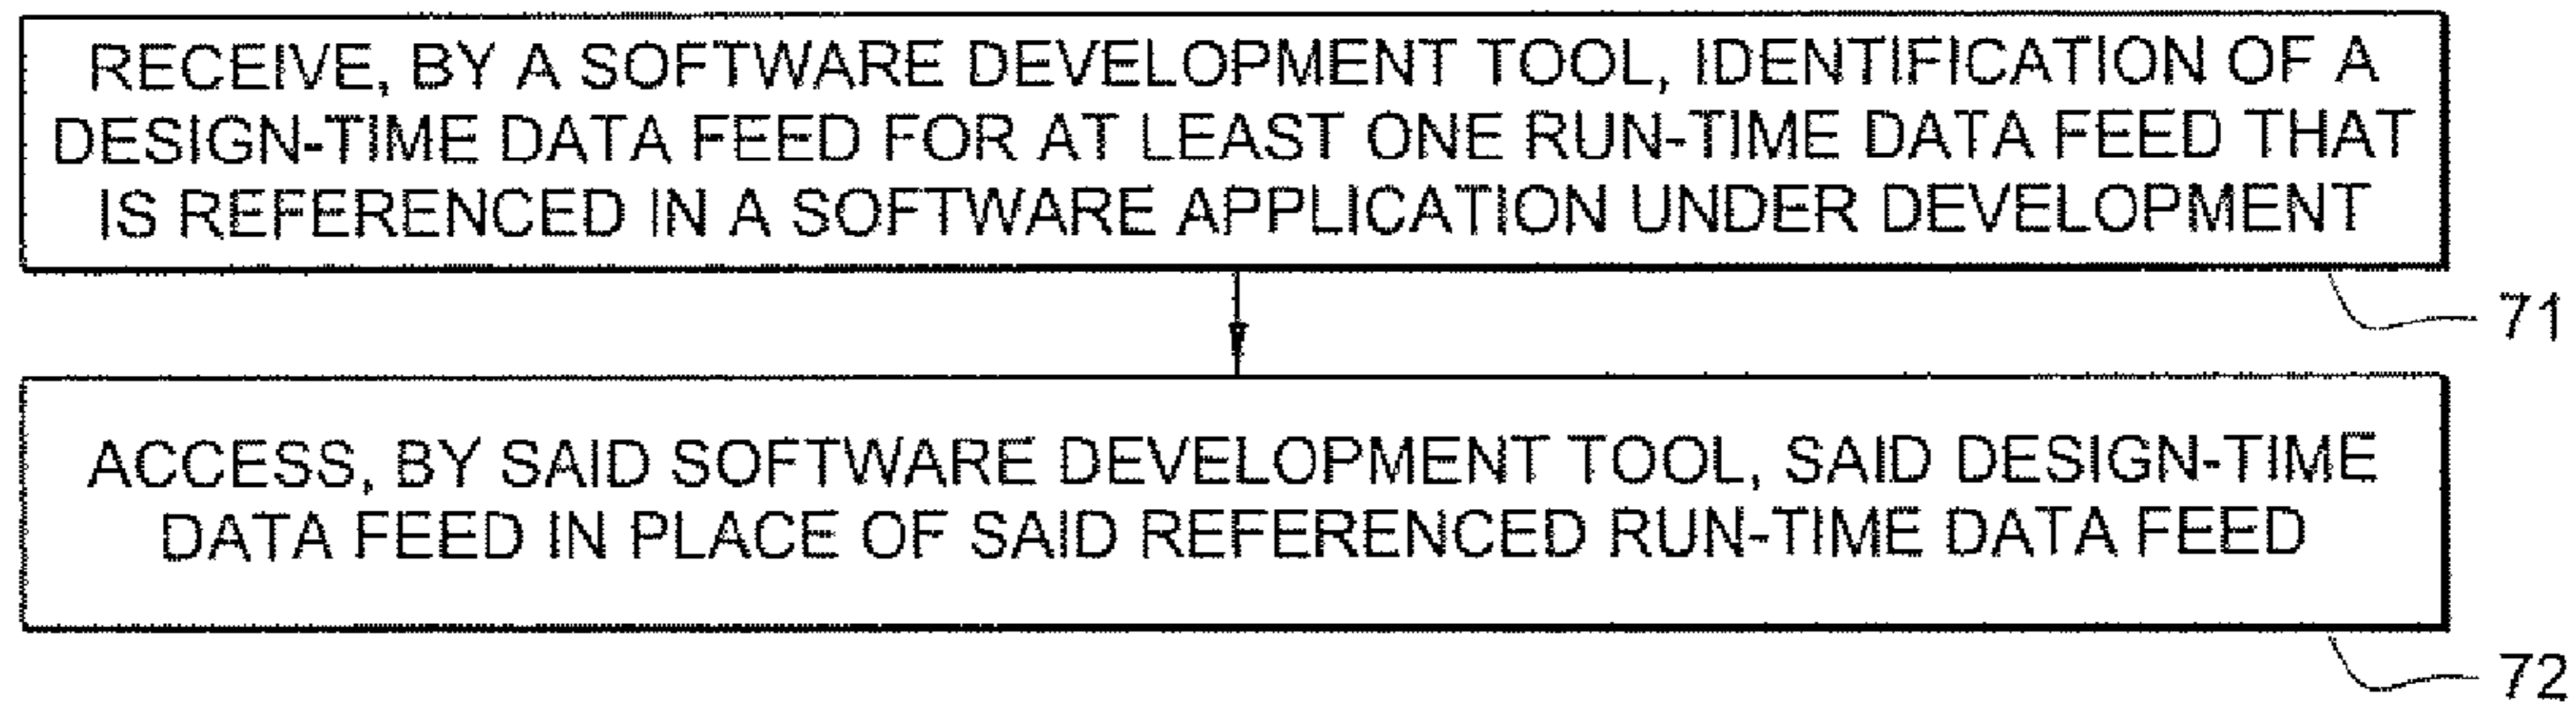 RECEIVE, BY A SOFTWARE DEVELOPMENT TOOL, IDENTIFICATION OF A
DESIGN-TIME DATA FEED FOR AT LEAST ONE RUN-TIME DATA FEED THAT
IS REFERENCED IN A SOFTWARE APPLICATION UNDER DEVELOPMENT
71
ACCESS, BY SAID SOFTWARE DEVELOPMENT TOOL, SAID DESIGN-TIME
DATA FEED IN PLACE OF SAID REFERENCED RUN-TIME DATA FEED
72